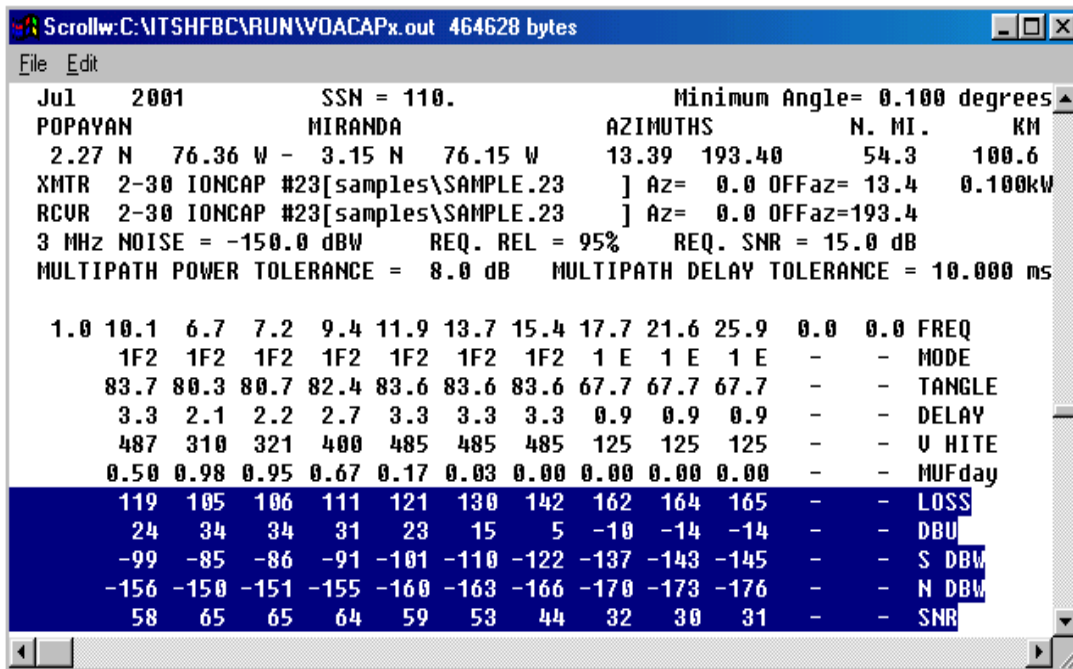 Scrollw:C:\ITSHFBC\RUN\VOACAPx.out 464628 bytes
File Edit
Jul 2001 SSN = 110. Minimum Angle= 0.100 degrees
POPAYAN MIRANDA AZIMUTHS N. MI. KM
2.27 N 76.36 W - 3.15 N 76.15 W 13.39 193.40 54.3 100.6
XMTR 2-30 IONCAP #23[samples\SAMPLE.23 ] Az= 0.0 OFFaz= 13.4 0.100kW
RCVR 2-30 IONCAP #23[samples\SAMPLE.23 ] Az= 0.0 OFFaz=193.4
3 MHz NOISE = -150.0 dBW REQ. REL = 95% REQ. SNR = 15.0 dB
MULTIPATH POWER TOLERANCE = 8.0 dB MULTIPATH DELAY TOLERANCE = 10.000 ms
1.0 10.1 6.7 7.2 9.4 11.9 13.7 15.4 17.7 21.6 25.9 0.0 0.0 FREQ
1F2 1F2 1F2 1F2 1F2 1F2 1F2 1 E 1 E 1 E - - MODE
83.7 80.3 80.7 82.4 83.6 83.6 83.6 67.7 67.7 67.7 - - TANGLE
3.3 2.1 2.2 2.7 3.3 3.3 3.3 0.9 0.9 0.9 - - DELAY
487 310 321 400 485 485 485 125 125 125 - - V HITE
0.50 0.98 0.95 0.67 0.17 0.03 0.00 0.00 0.00 0.00 - - MUFday
119 105 106 111 121 130 142 162 164 165 - - LOSS
24 34 34 31 23 15 5 -10 -14 -14 - - DBU
-99 -85 -86 -91 -101 -110 -122 -137 -143 -145 - - S DBW
-156 -150 -151 -155 -160 -163 -166 -170 -173 -176 - - N DBW
58 65 65 64 59 53 44 32 30 31 - - SNR